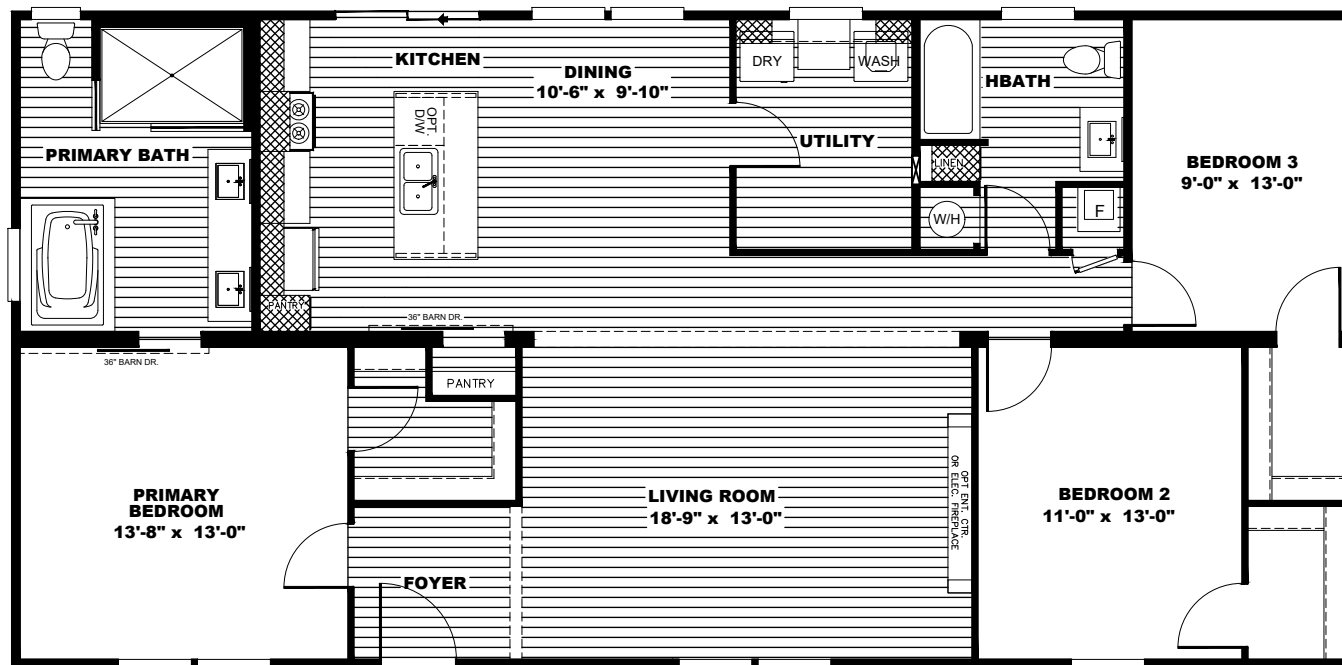 KITCHEN
DINING
10'-6" x 9'-10"
DRY
WASH
HBATH
OPT.
D/W
UTILITY
PRIMARY BATH
LINEN
BEDROOM 3
9'-0" x 13'-0"
W/H
F
PANTRY
36" BARN DR.
36" BARN DR.
PANTRY
PRIMARY
BEDROOM
13'-8" x 13'-0"
LIVING ROOM
18'-9" x 13'-0"
OPT ENT. CTR.
OR ELEC. FIREPLACE
BEDROOM 2
11'-0" x 13'-0"
FOYER